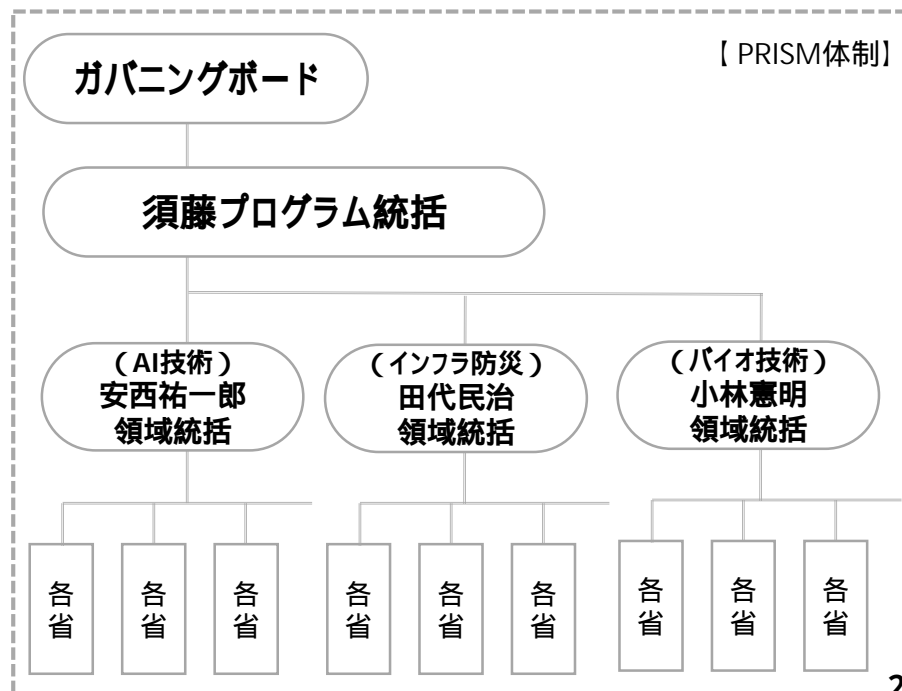 【PRISM体制】
ガバニングボード
須藤プログラム統括
（AI技術）
安西祐一郎
領域統括
（インフラ防災）
田代民治
領域統括
（バイオ技術）
小林憲明
領域統括
各省
各省
各省
各省
各省
各省
各省
各省
各省
2